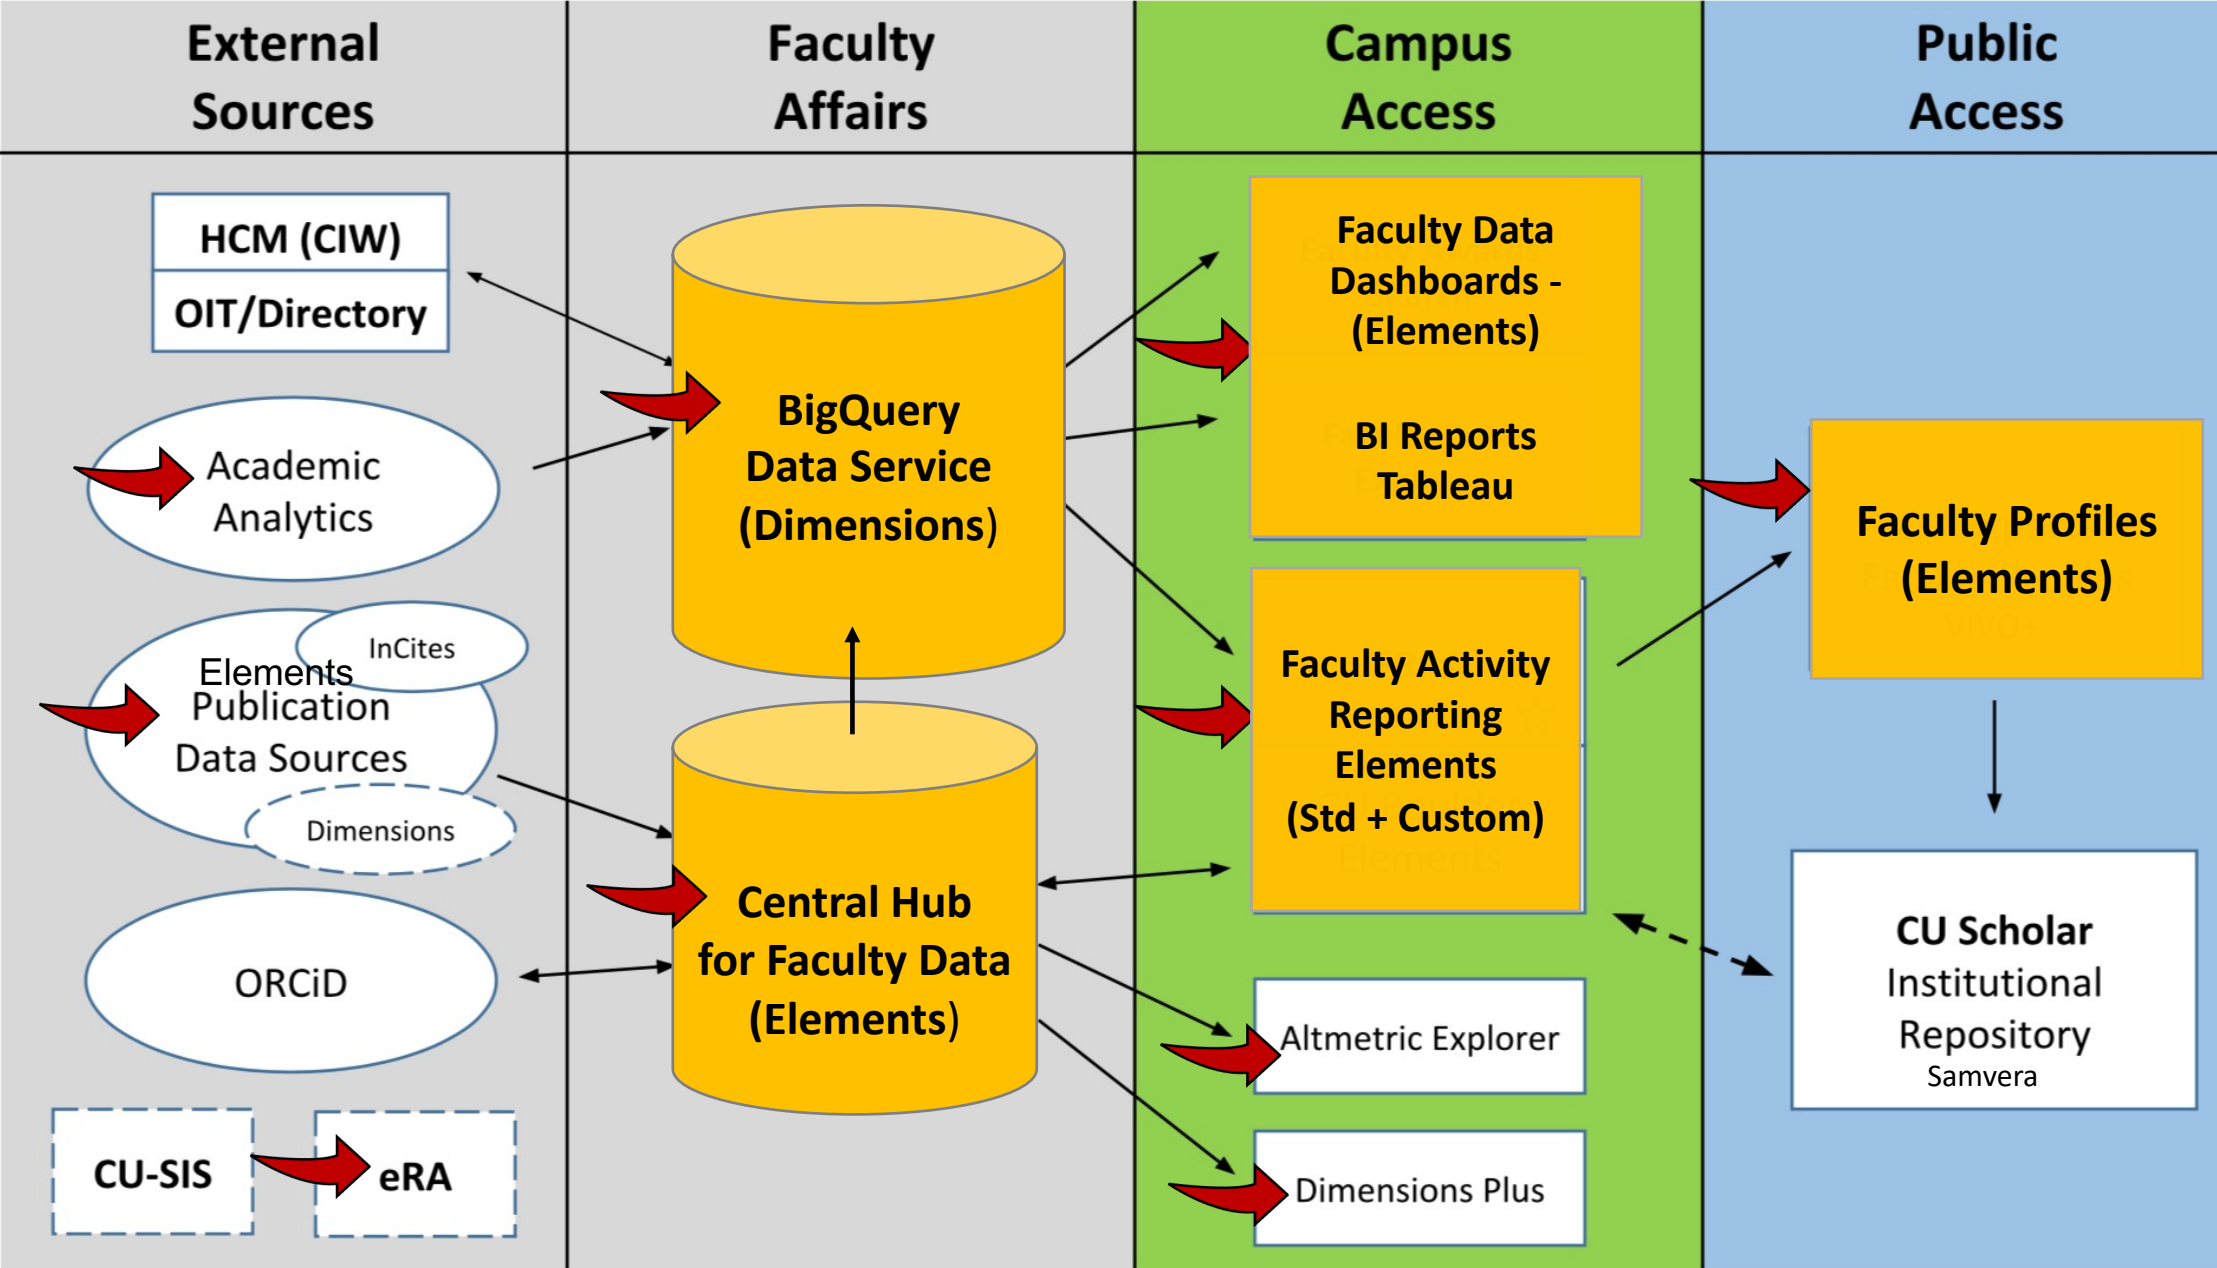 External
Sources
Faculty
Affairs
Campus
Access
Public
Access
HCM (CIW)
OIT/Directory
Academic
Analytics
InCites
Elements
Publication
Data Sources
Dimensions
ORCiD
CU-SIS
eRA
BigQuery
Data Service
(Dimensions)
Central Hub
for Faculty Data
(Elements)
Faculty Data
Dashboards -
(Elements)
BI Reports
Tableau
Faculty Activity
Reporting
Elements
(Std + Custom)
Elements
Altmetric Explorer
Dimensions Plus
Faculty Profiles
(Elements)
VIVO+
CU Scholar
Institutional
Repository
Samvera